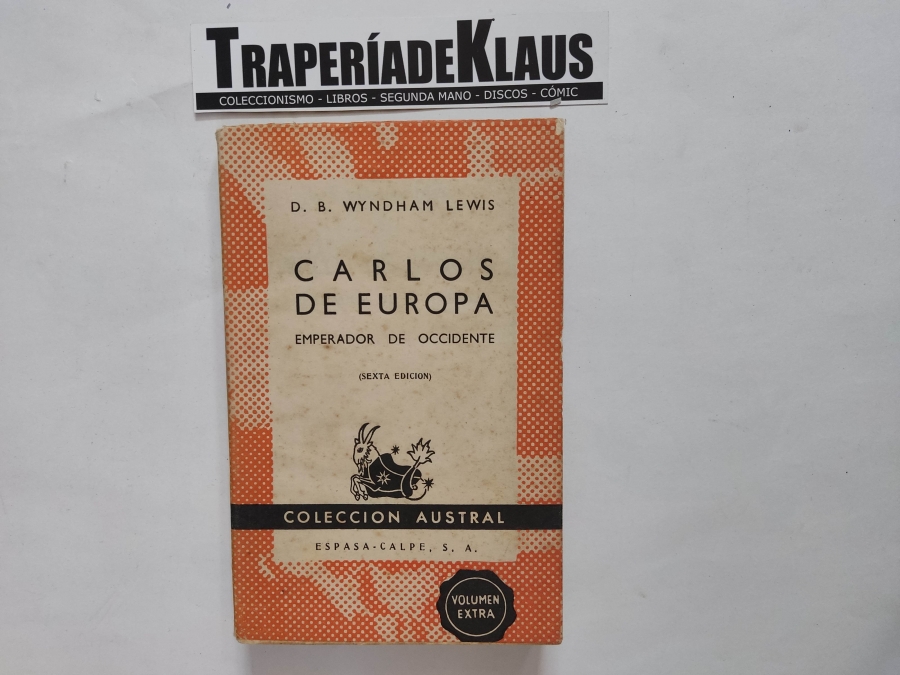 TRAPERÍADEKLAUS
COLECCIONISMO - LIBROS - SEGUNDA MANO - DISCOS - CÓMIC
D. B. WYNDHAM LEWIS
CARLOS
DE EUROPA
EMPERADOR DE OCCIDENTE
(SEXTA EDICION)
COLECCION AUSTRAL
ESPASA-CALPE, S. A.
VOLUMEN
EXTRA